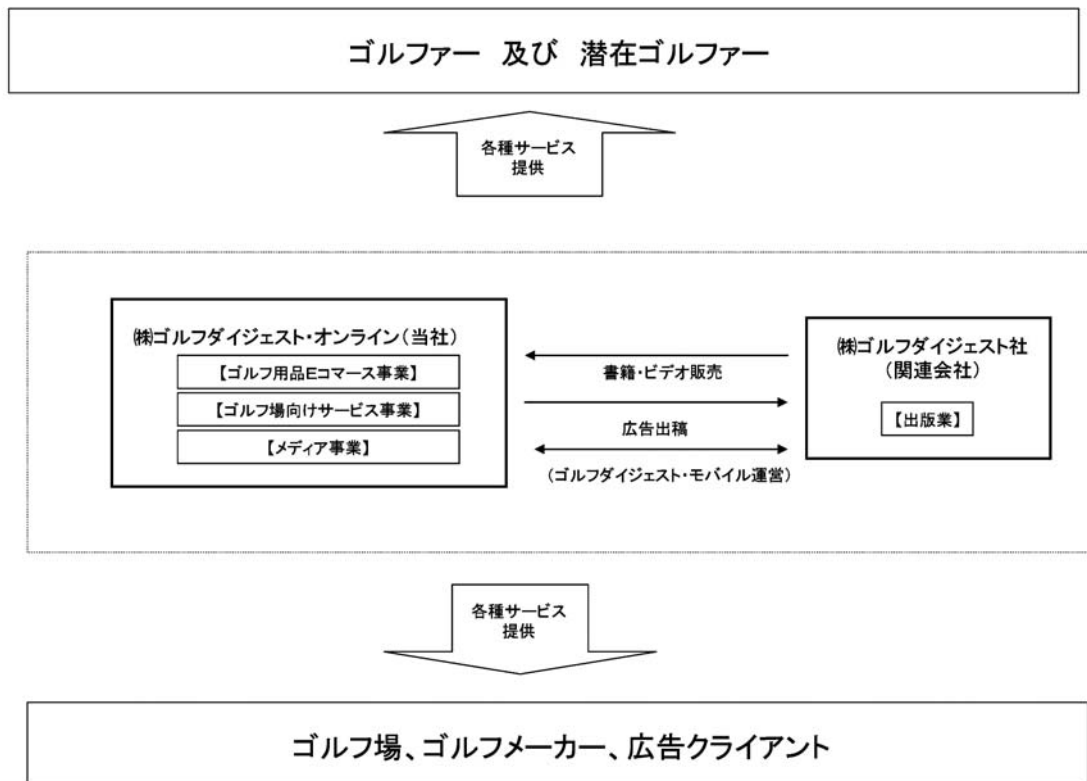 ゴルファー 及び 潜在ゴルファー
各種サービス
提供
㈱ゴルフダイジェスト・オンライン(当社)
【ゴルフ用品Eコマース事業】
【ゴルフ場向けサービス事業】
【メディア事業】
書籍・ビデオ販売
広告出稿
(ゴルフダイジェスト・モバイル運営)
㈱ゴルフダイジェスト社
(関連会社)
【出版業】
各種サービス
提供
ゴルフ場、ゴルフメーカー、広告クライアント